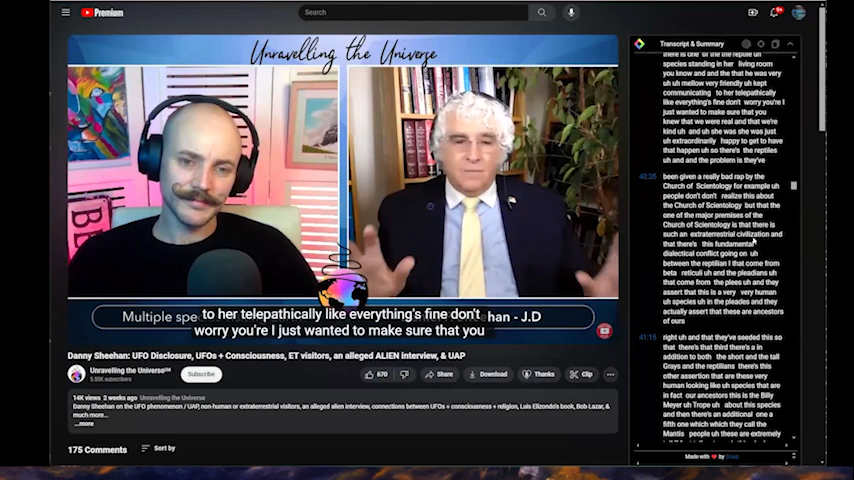 Premium
Search
9+
Unravelling the Universe
Multiple spe
han - J.D
to her telepathically like everything's fine don't
worry you're I just wanted to make sure that you
Danny Sheehan: UFO Disclosure, UFOs + Consciousness, ET visitors, an alleged ALIEN interview, & UAP
Unravelling the Universe℠
5.55K subscribers
Subscribe
670
Share
Download
Thanks
Clip
14K views 2 weeks ago Unravelling the Universe
Danny Sheehan on the UFO phenomenon / UAP, non-human or extraterrestrial visitors, an alleged alien interview, connections between UFOs + consciousness + religion, Luis Elizondo's book, Bob Lazar, &
much more...
...more
175 Comments
Sort by
Transcript & Summary
there is one of the the reptile uh
species standing in her living room
you know and and the that he was very
uh uh mellow very friendly uh kept
communicating to her telepathically
like everything's fine don't worry you're I
just wanted to make sure that you
knew that we were real and that we're
kind uh and uh she was she was just
uh extraordinarily happy to get to have
that happen uh so there's the reptiles
uh and and the problem is they've
40:35
been given a really bad rap by the
Church of Scientology for example uh
people don't don't realize this about
the Church of Scientology but that the
one of the major premises of the
Church of Scientology is that there is
such an extraterrestrial civilization and
that there's this fundamental
dialectical conflict going on uh
between the reptilian I that come from
beta reticuli uh and the pleadians uh
that come from the plees uh and they
assert that this is a very very human
uh species uh in the pleades and they
actually assert that these are ancestors
of ours
41:15
right uh and that they've seeded this so
that there's that third there's a in
addition to both the short and the tall
Grays and the reptilians there's this
other assertion that are these very
human looking uh species that are in
fact our ancestors this is the Billy
Meyer uh Trope uh about this species
and then there's an additional one a
fifth one which which they call the
Mantis people uh these are extremely
Made with ❤ by Glasp